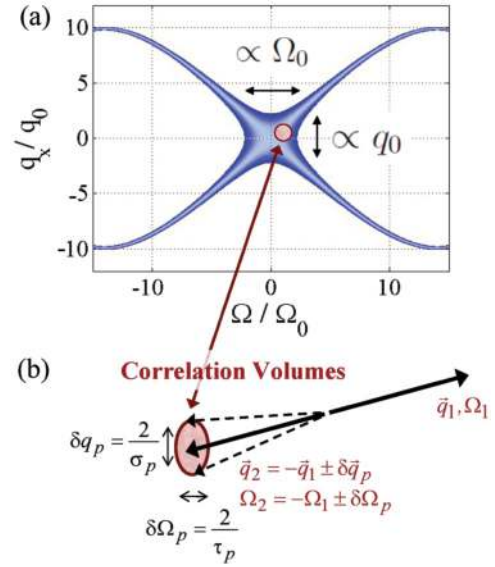 (a)
10
5
0
-5
-10
q_x / q_0
∝ Ω_0
∝ q_0
-10 0 10
Ω / Ω_0
(b)
Correlation Volumes
q⃗_1, Ω_1
δq_p = 2/σ_p
q⃗_2 = −q⃗_1 ± δq⃗_p
Ω_2 = −Ω_1 ± δΩ_p
δΩ_p = 2/τ_p